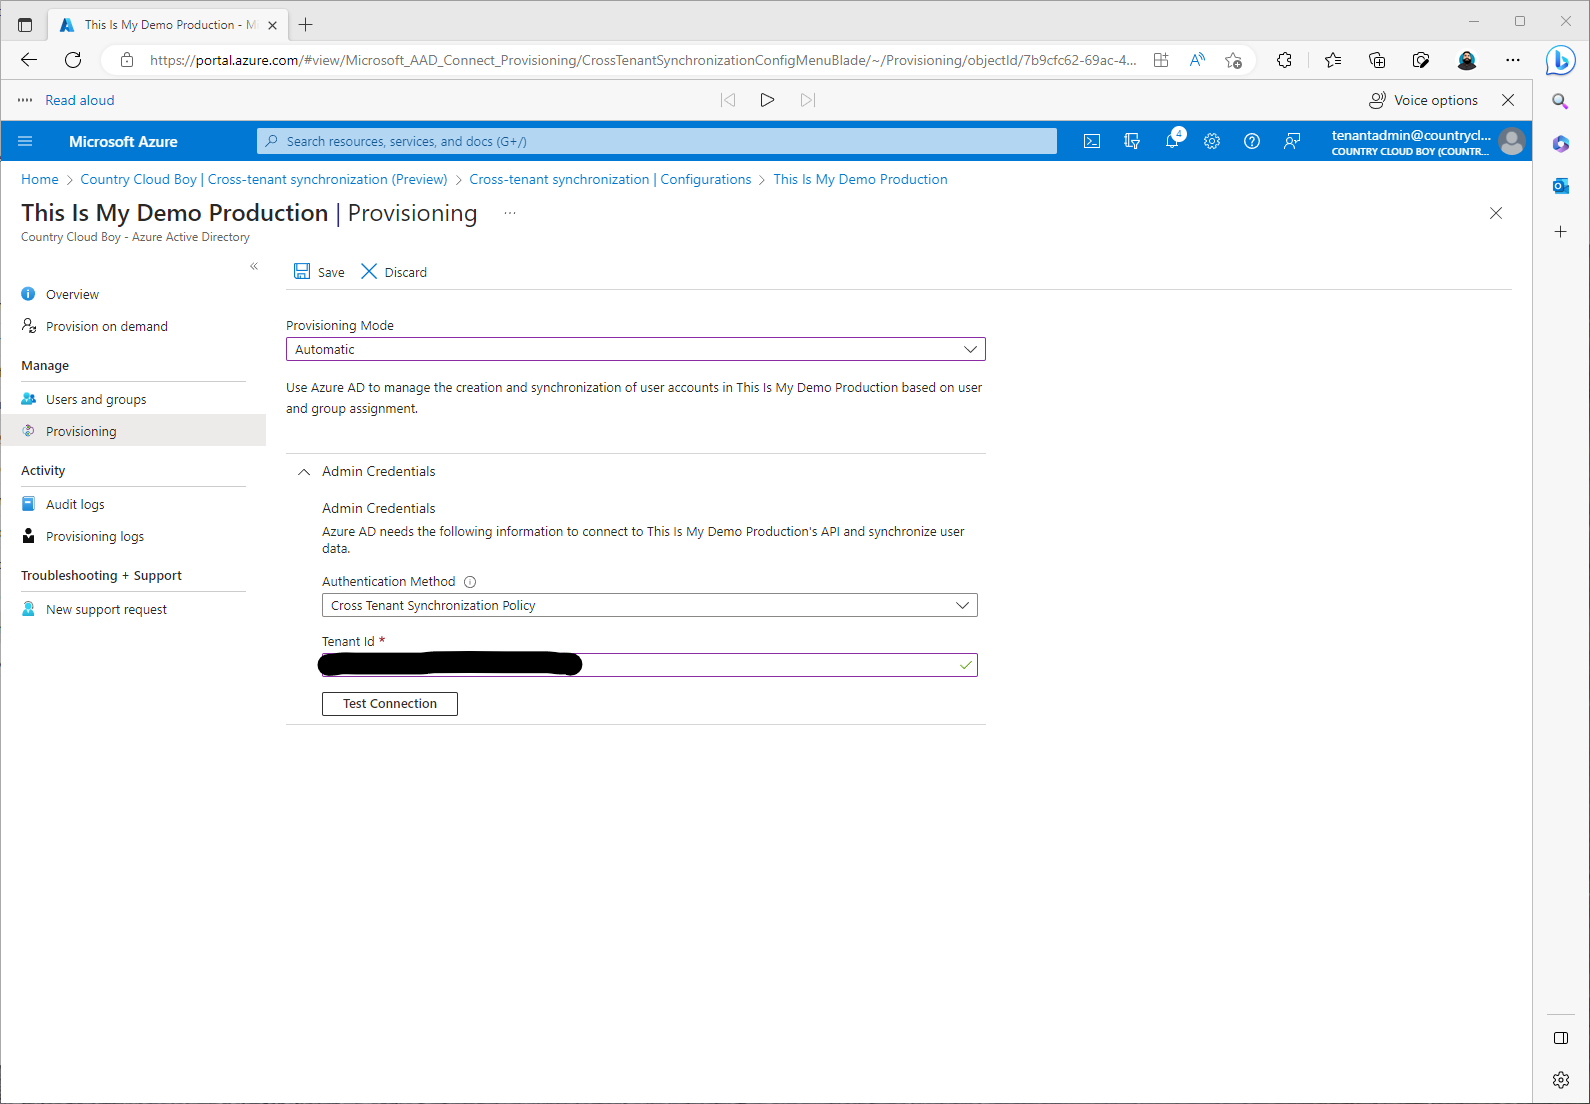 This Is My Demo Production - Mi
https://portal.azure.com/#view/Microsoft_AAD_Connect_Provisioning/CrossTenantSynchronizationConfigMenuBlade/~/Provisioning/objectId/7b9cfc62-69ac-4...
Read aloud
Voice options
Microsoft Azure
Search resources, services, and docs (G+/)
4
tenantadmin@countrycl...
COUNTRY CLOUD BOY (COUNTR...
Home > Country Cloud Boy | Cross-tenant synchronization (Preview) > Cross-tenant synchronization | Configurations > This Is My Demo Production
This Is My Demo Production | Provisioning ...
Country Cloud Boy - Azure Active Directory
Overview
Provision on demand
Manage
Users and groups
Provisioning
Activity
Audit logs
Provisioning logs
Troubleshooting + Support
New support request
Save
Discard
Provisioning Mode
Automatic
Use Azure AD to manage the creation and synchronization of user accounts in This Is My Demo Production based on user
and group assignment.
Admin Credentials
Admin Credentials
Azure AD needs the following information to connect to This Is My Demo Production's API and synchronize user
data.
Authentication Method
Cross Tenant Synchronization Policy
Tenant Id *
Test Connection